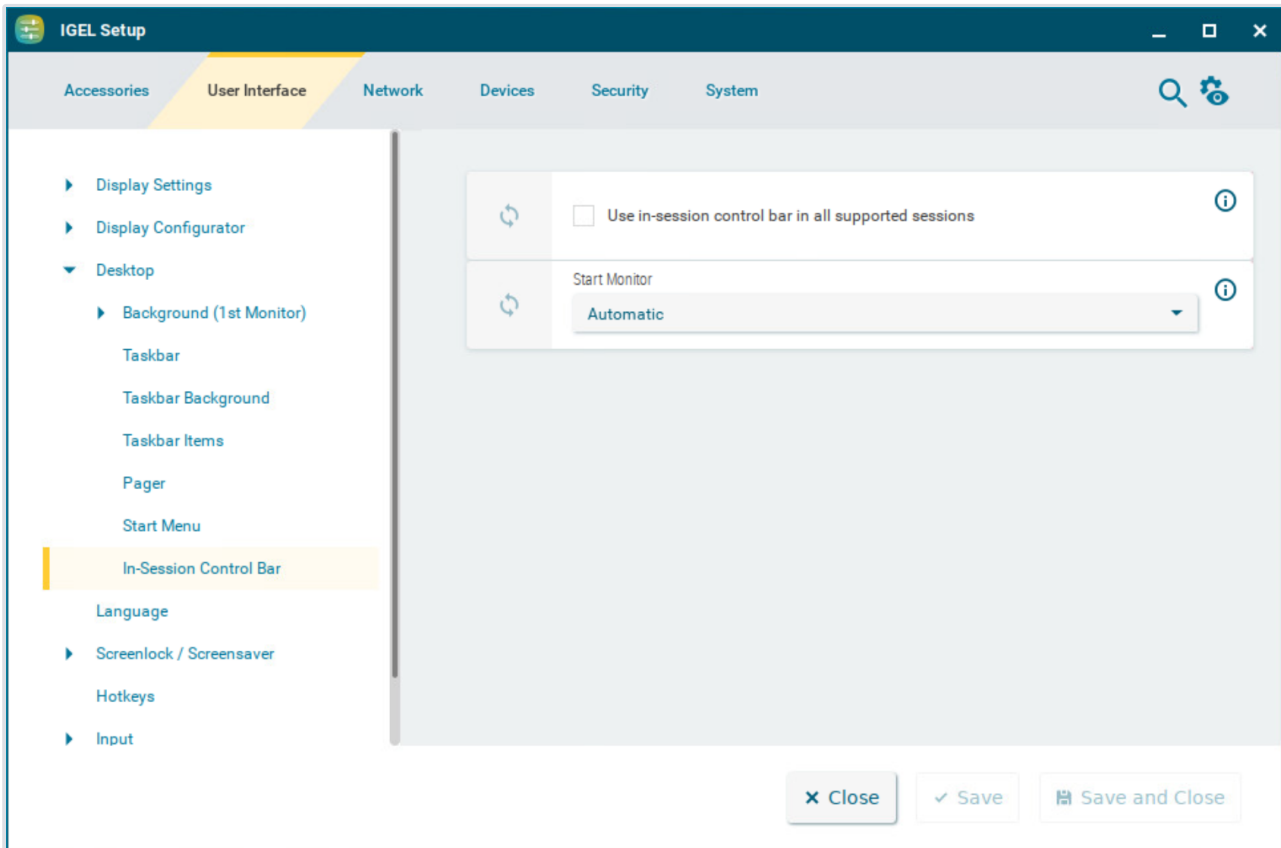 IGEL Setup
Accessories User Interface Network Devices Security System
Display Settings
Display Configurator
Desktop
Background (1st Monitor)
Taskbar
Taskbar Background
Taskbar Items
Pager
Start Menu
In-Session Control Bar
Language
Screenlock / Screensaver
Hotkeys
Input
Use in-session control bar in all supported sessions
Start Monitor
Automatic
Close Save Save and Close